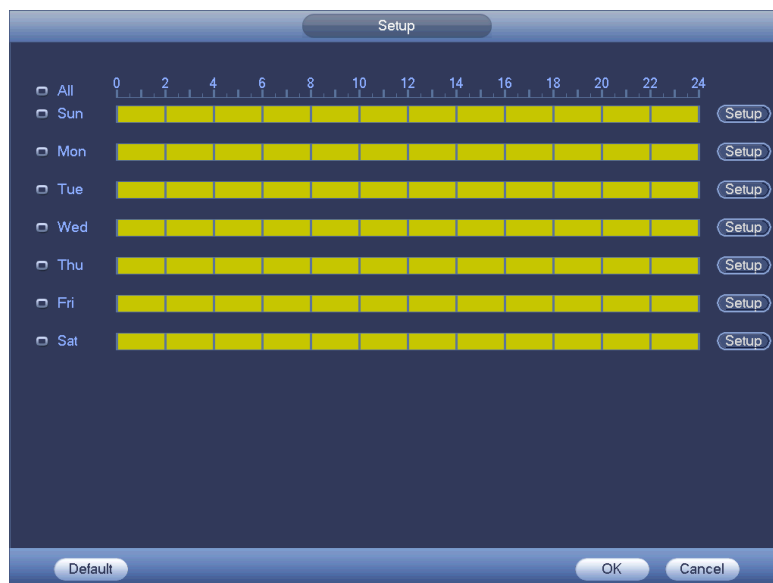 Setup
All 0 2 4 6 8 10 12 14 16 18 20 22 24
Sun Setup
Mon Setup
Tue Setup
Wed Setup
Thu Setup
Fri Setup
Sat Setup
Default OK Cancel